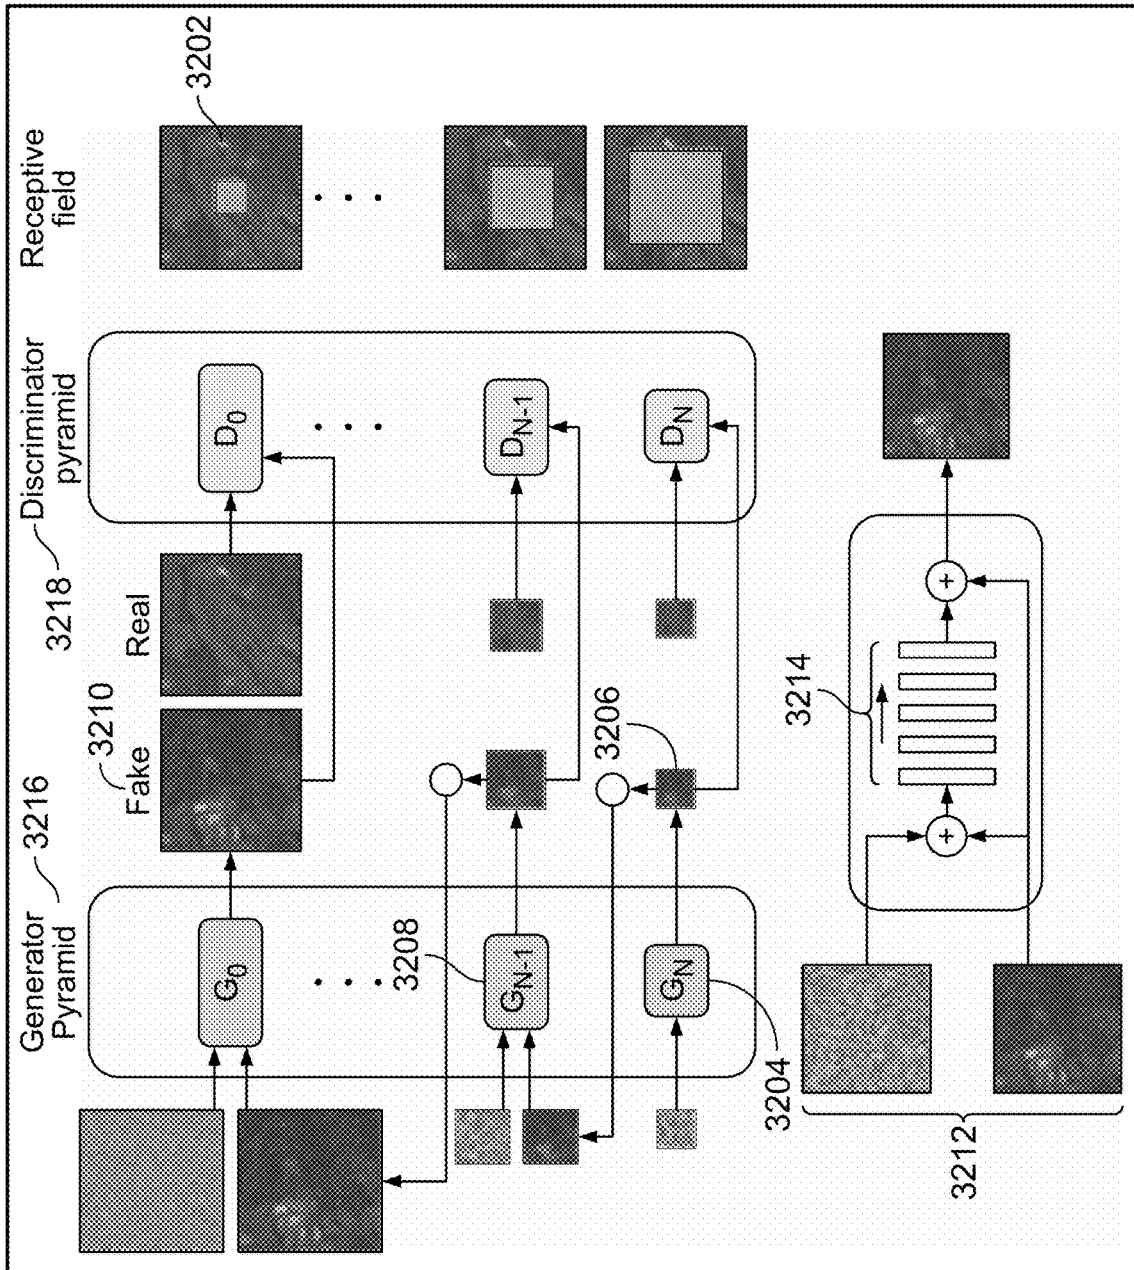 Generator
Pyramid
3216
Fake
3210
Real
3218
Discriminator
pyramid
Receptive
field
3202
G0
D0
3208
GN-1
DN-1
3206
GN
DN
3204
3212
+
3214
+